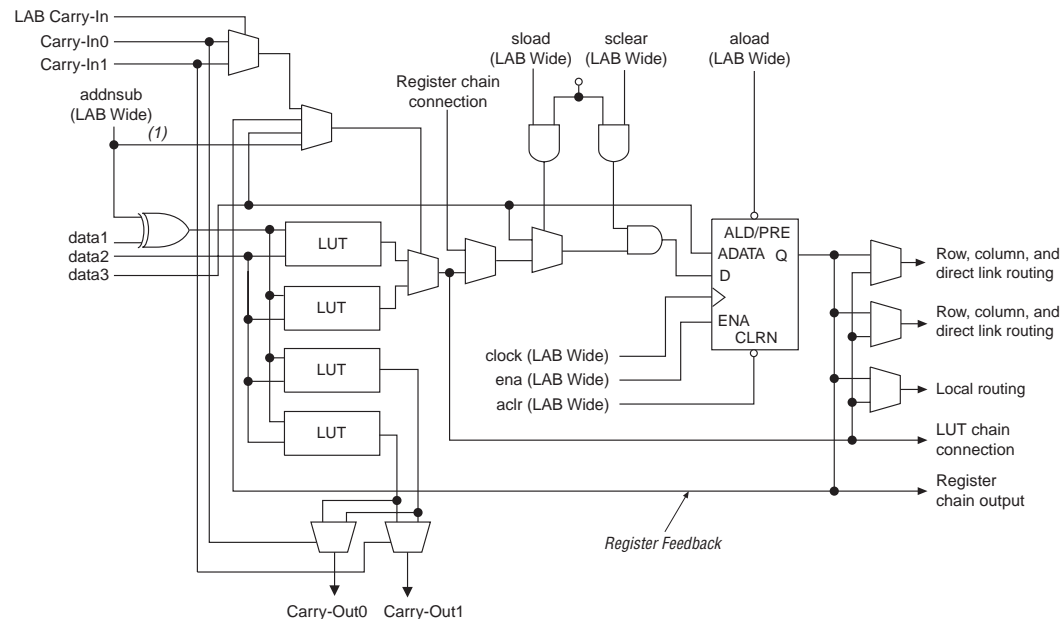 LAB Carry-In
Carry-In0
Carry-In1
addnsub
(LAB Wide)
(1)
data1
data2
data3
LUT
LUT
LUT
LUT
Register chain
connection
sload
(LAB Wide)
sclear
(LAB Wide)
aload
(LAB Wide)
ALD/PRE
ADATA
Q
D
ENA
CLRN
clock (LAB Wide)
ena (LAB Wide)
aclr (LAB Wide)
Row, column, and
direct link routing
Row, column, and
direct link routing
Local routing
LUT chain
connection
Register
chain output
Register Feedback
Carry-Out0
Carry-Out1